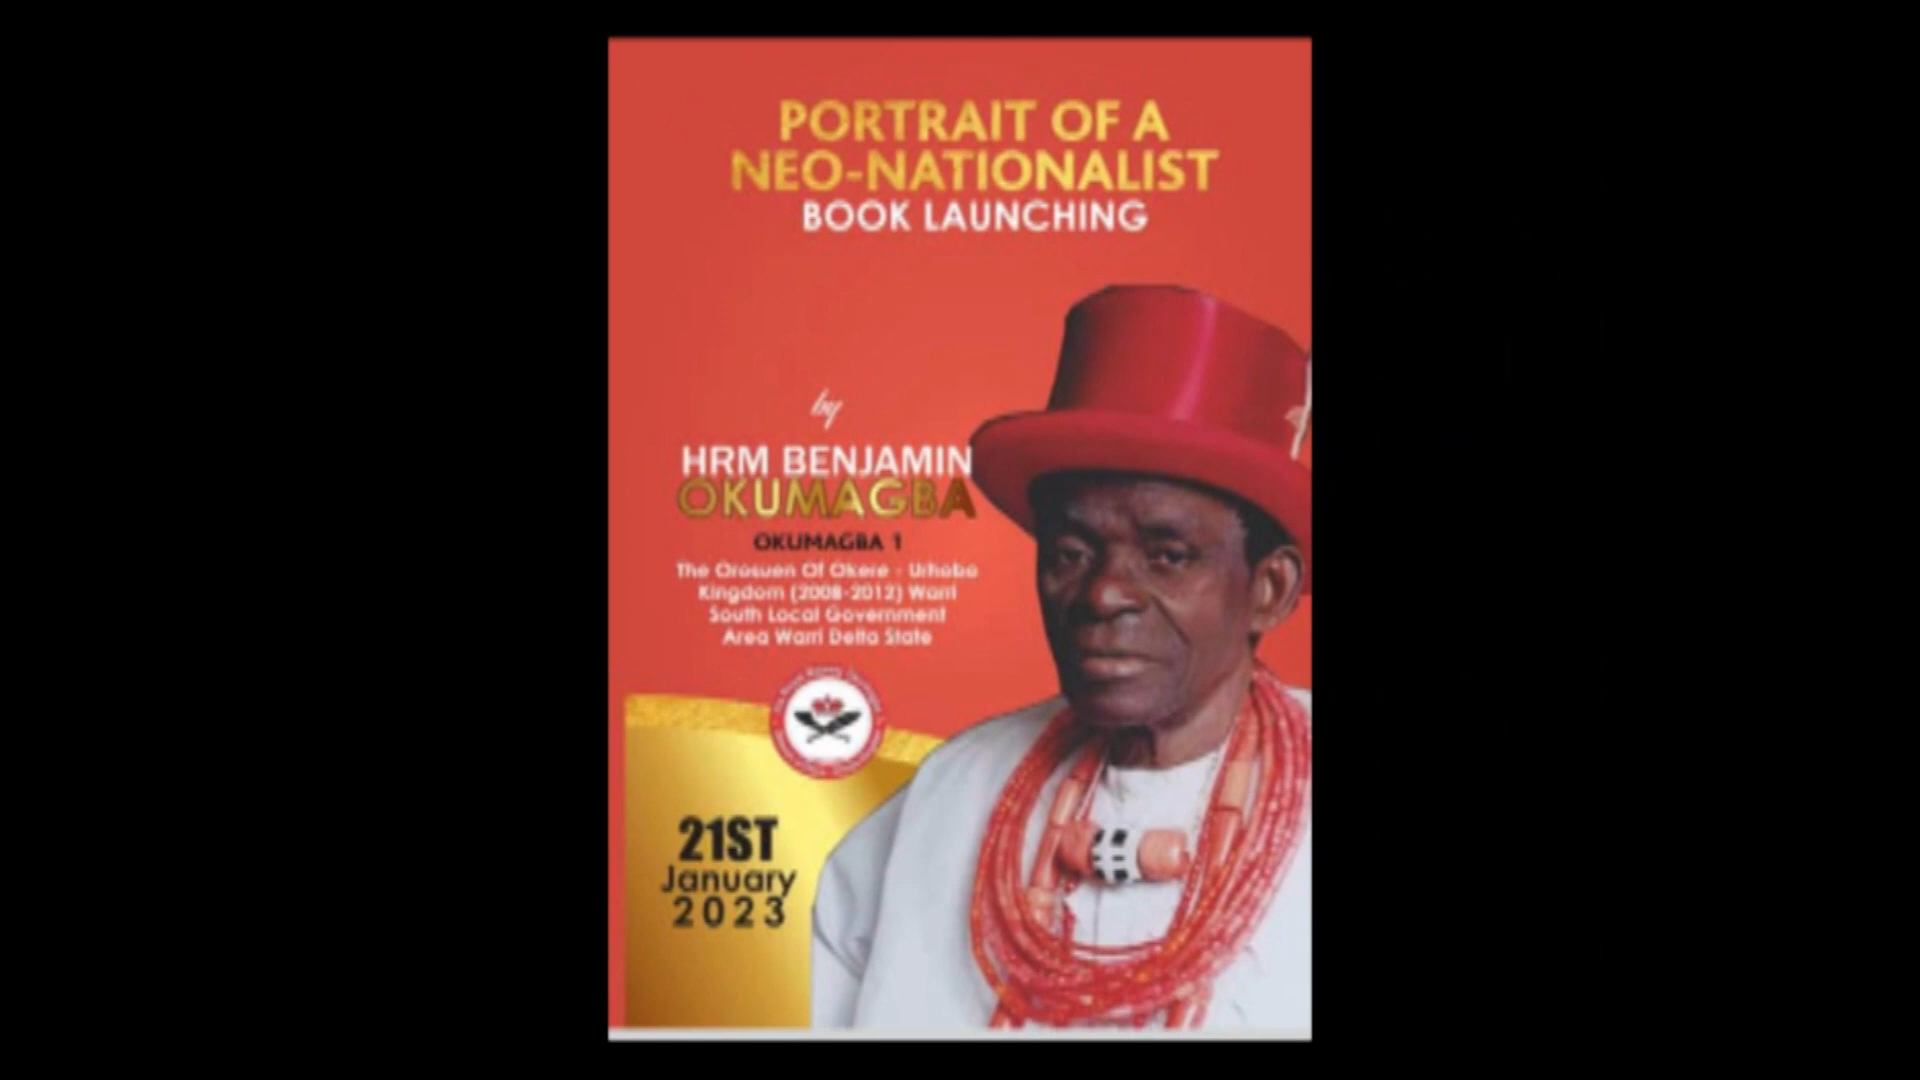 PORTRAIT OF A
NEO-NATIONALIST
BOOK LAUNCHING
by
HRM BENJAMIN
OKUMAGBA
OKUMAGBA 1
The Orosuen Of Okere - Urhobo
Kingdom (2008-2012) Warri
South Local Government
Area Warri Delta State
21ST
January
2023